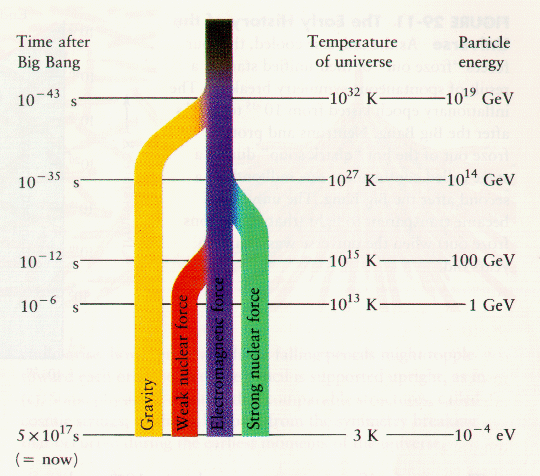 Time after
Big Bang
Temperature
of universe
Particle
energy
10⁻⁴³ s
10³² K
10¹⁹ GeV
10⁻³⁵ s
10²⁷ K
10¹⁴ GeV
10⁻¹² s
10¹⁵ K
100 GeV
10⁻⁶ s
10¹³ K
1 GeV
Gravity
Weak nuclear force
Electromagnetic force
Strong nuclear force
5×10¹⁷s
3 K
10⁻⁴ eV
(= now)